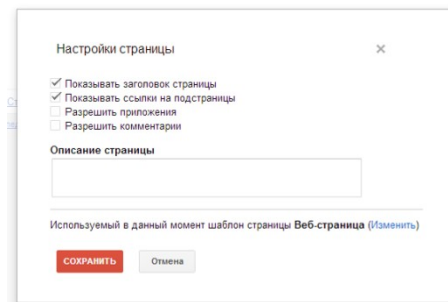 Настройки страницы
Показывать заголовок страницы
Показывать ссылки на подстраницы
Разрешить приложения
Разрешить комментарии
Описание страницы
Используемый в данный момент шаблон страницы Веб-страница (Изменить)
СОХРАНИТЬ Отмена